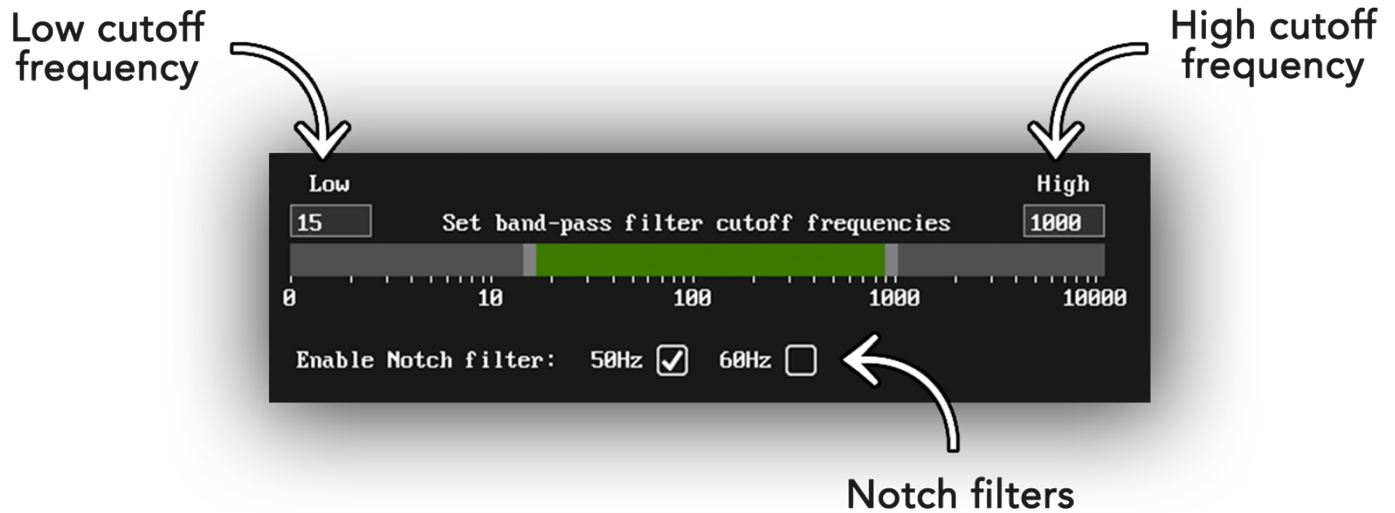 Low cutoff
frequency
High cutoff
frequency
Low
High
15
Set band-pass filter cutoff frequencies
1000
0 10 100 1000 10000
Enable Notch filter: 50Hz 60Hz
Notch filters